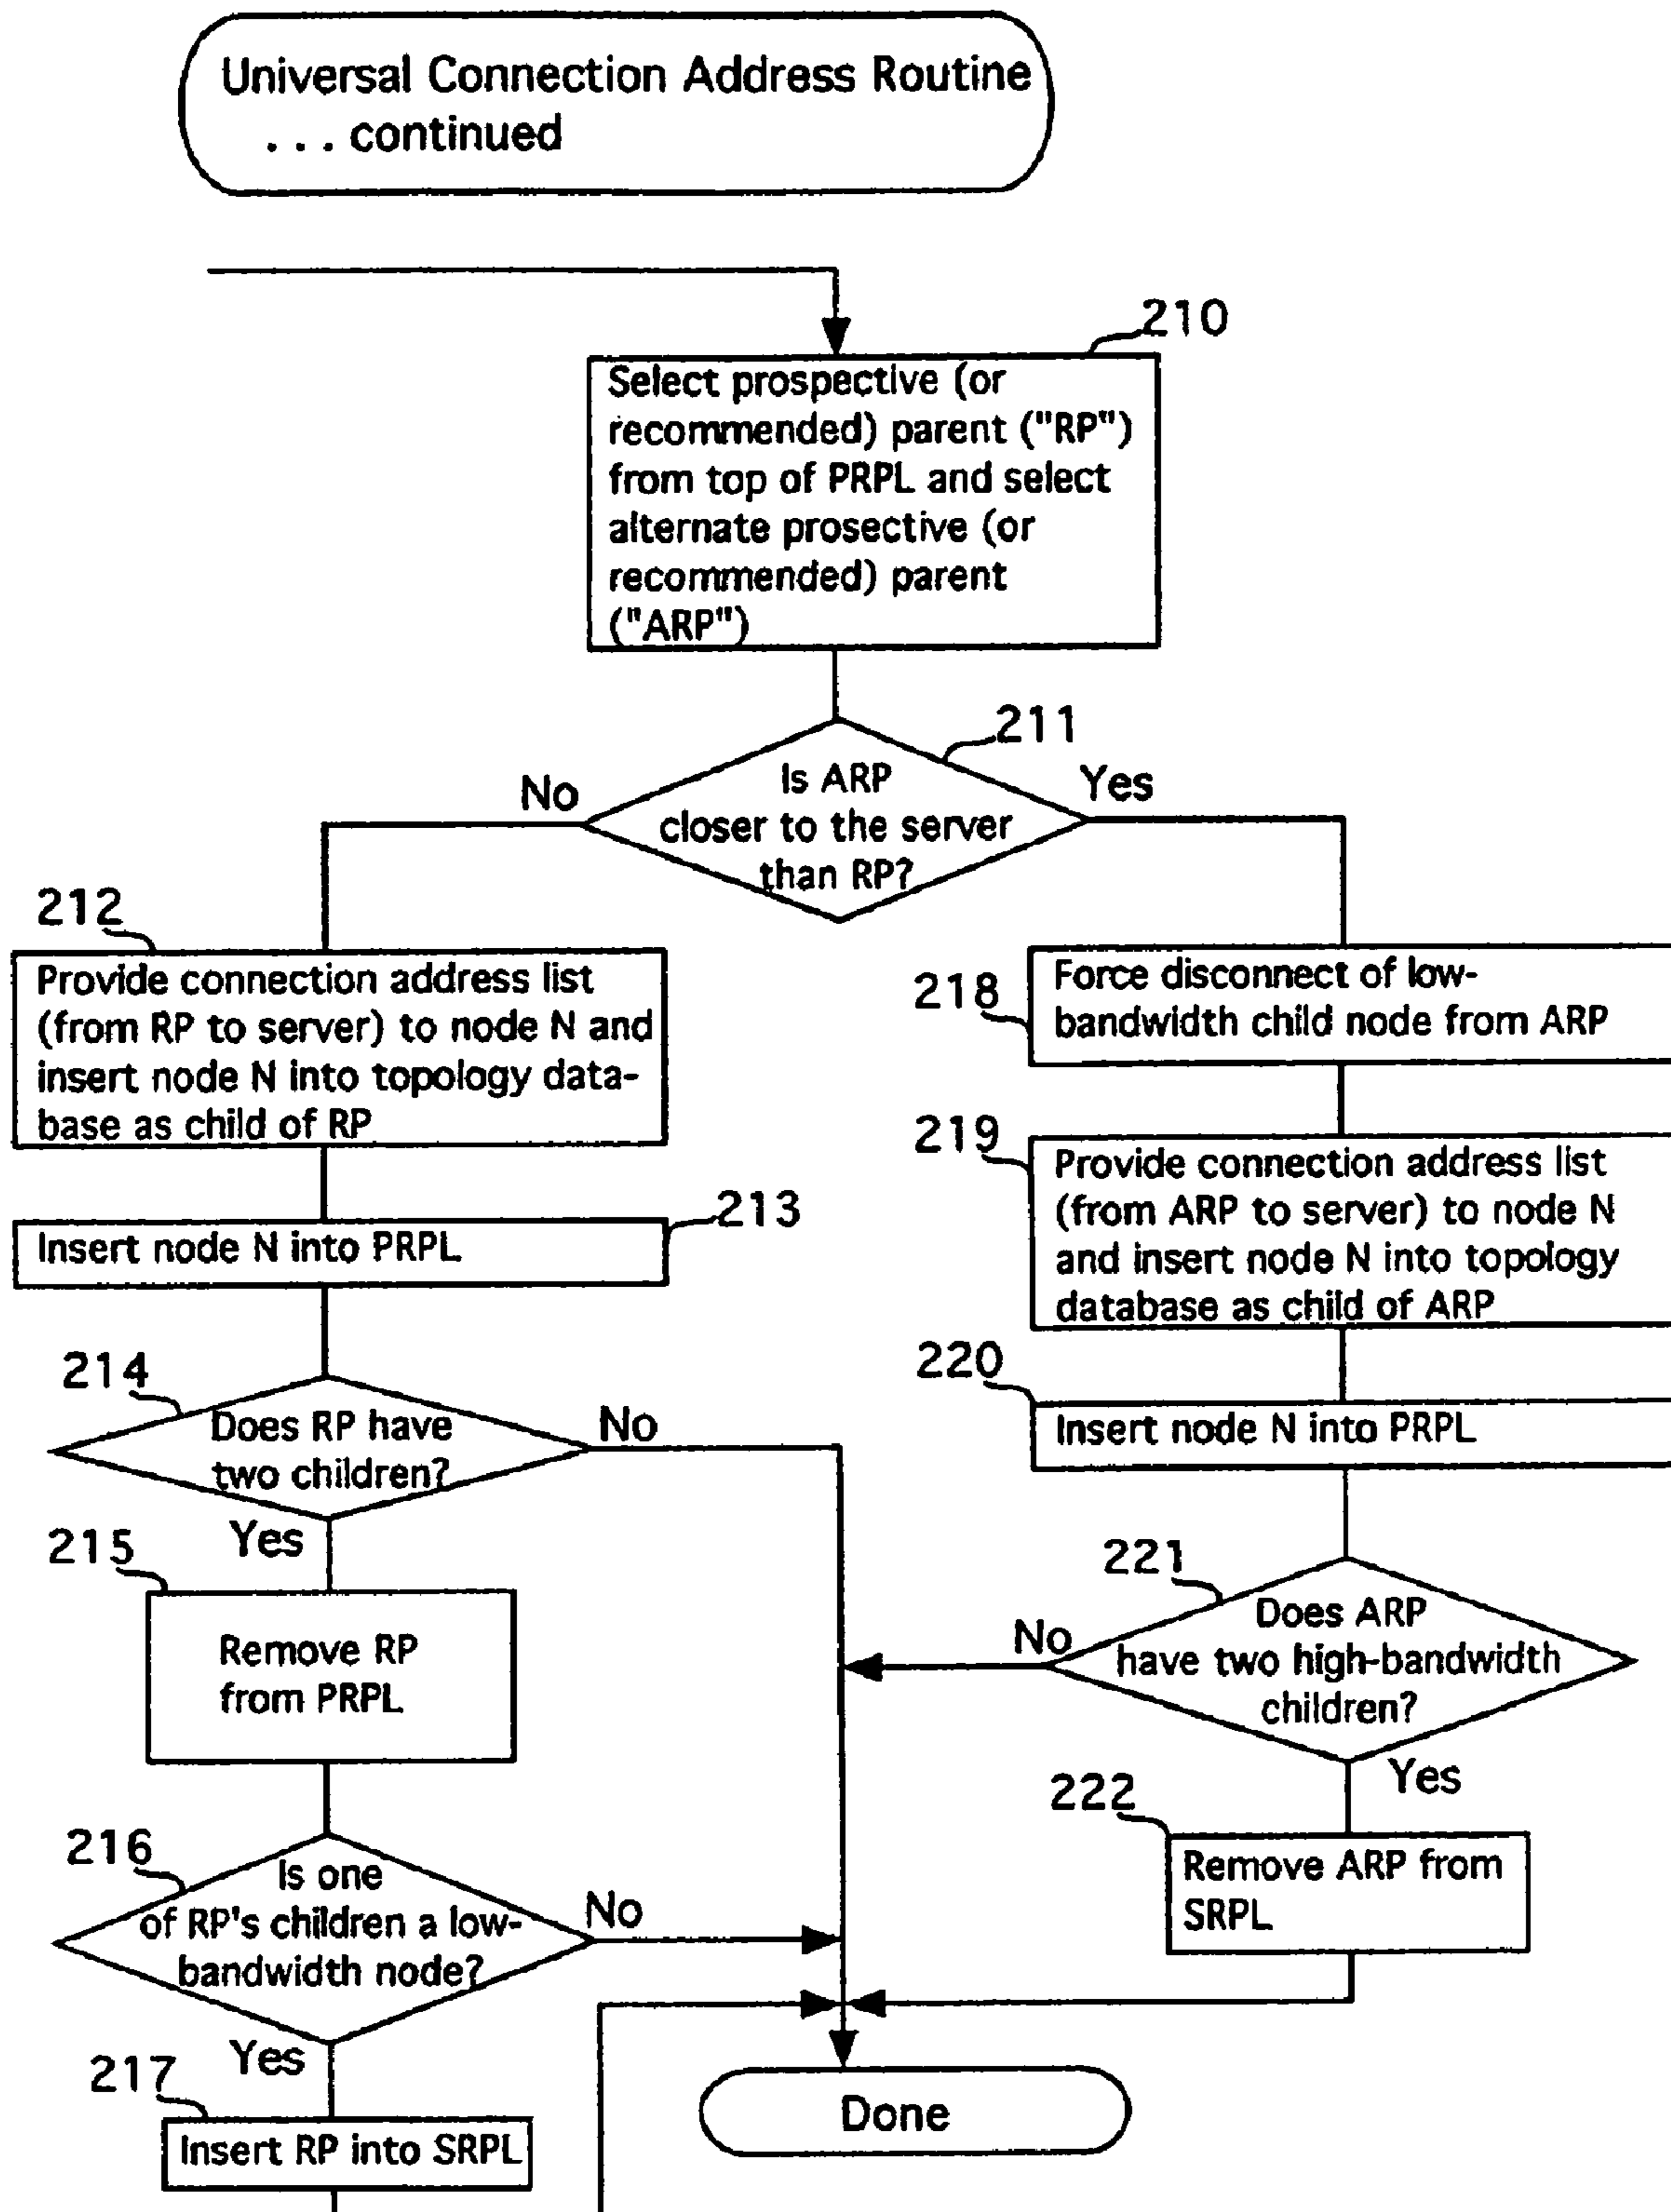 Universal Connection Address Routine
. . . continued
210
Select prospective (or
recommended) parent ("RP")
from top of PRPL and select
alternate prosective (or
recommended) parent
("ARP")
211
Is ARP
closer to the server
than RP?
No
Yes
212
Provide connection address list
(from RP to server) to node N and
insert node N into topology data-
base as child of RP
213
Insert node N into PRPL
214
Does RP have
two children?
No
Yes
215
Remove RP
from PRPL
216
Is one
of RP's children a low-
bandwidth node?
No
Yes
217
Insert RP into SRPL
218
Force disconnect of low-
bandwidth child node from ARP
219
Provide connection address list
(from ARP to server) to node N
and insert node N into topology
database as child of ARP
220
Insert node N into PRPL
221
Does ARP
have two high-bandwidth
children?
No
Yes
222
Remove ARP from
SRPL
Done